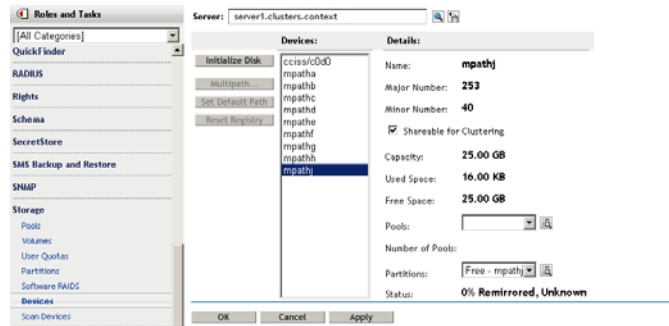 Roles and Tasks
[All Categories]
QuickFinder
RADIUS
Rights
Schema
SecretStore
SMS Backup and Restore
SNMP
Storage
Pools
Volumes
User Quotas
Partitions
Software RAIDS
Devices
Scan Devices
Server: server1.clusters.context
Devices:
Initialize Disk
Multipath...
Set Default Path
Reset Registry
cciss/c0d0
mpatha
mpathb
mpathc
mpathd
mpathe
mpathf
mpathg
mpathh
mpathj
Details:
Name: mpathj
Major Number: 253
Minor Number: 40
Shareable for Clustering
Capacity: 25.00 GB
Used Space: 16.00 KB
Free Space: 25.00 GB
Pools:
Number of Pools:
Partitions: Free - mpathj
Status: 0% Remirrored, Unknown
OK Cancel Apply